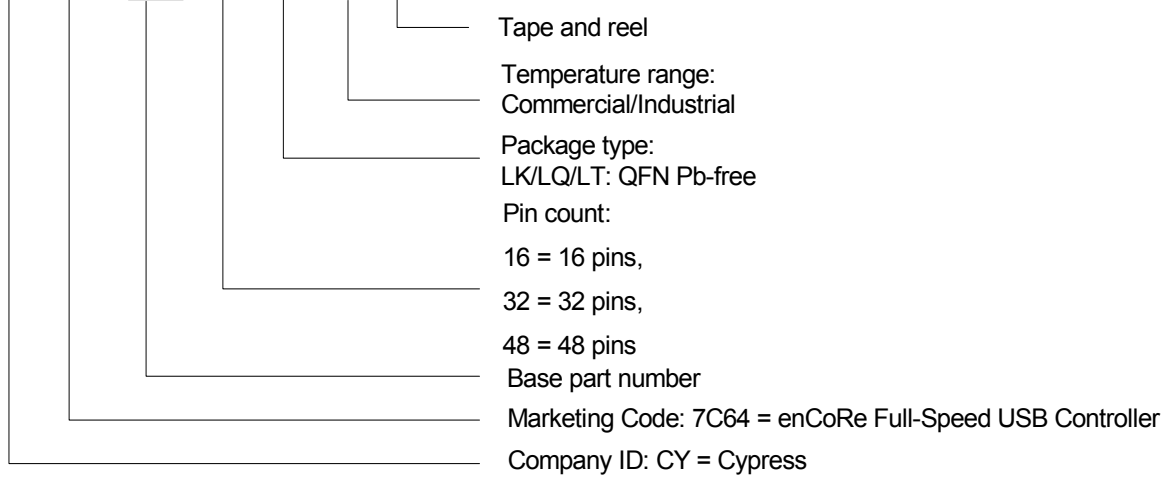 Tape and reel
Temperature range:
Commercial/Industrial
Package type:
LK/LQ/LT: QFN Pb-free
Pin count:
16 = 16 pins,
32 = 32 pins,
48 = 48 pins
Base part number
Marketing Code: 7C64 = enCoRe Full-Speed USB Controller
Company ID: CY = Cypress